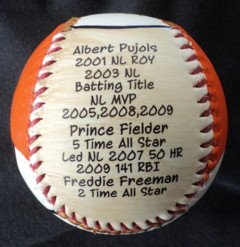 Albert Pujols
2001 NL ROY
2003 NL
Batting Title
NL MVP
2005,2008,2009
Prince Fielder
5 Time All Star
Led NL 2007 50 HR
2009 141 RBI
Freddie Freeman
2 Time All Star